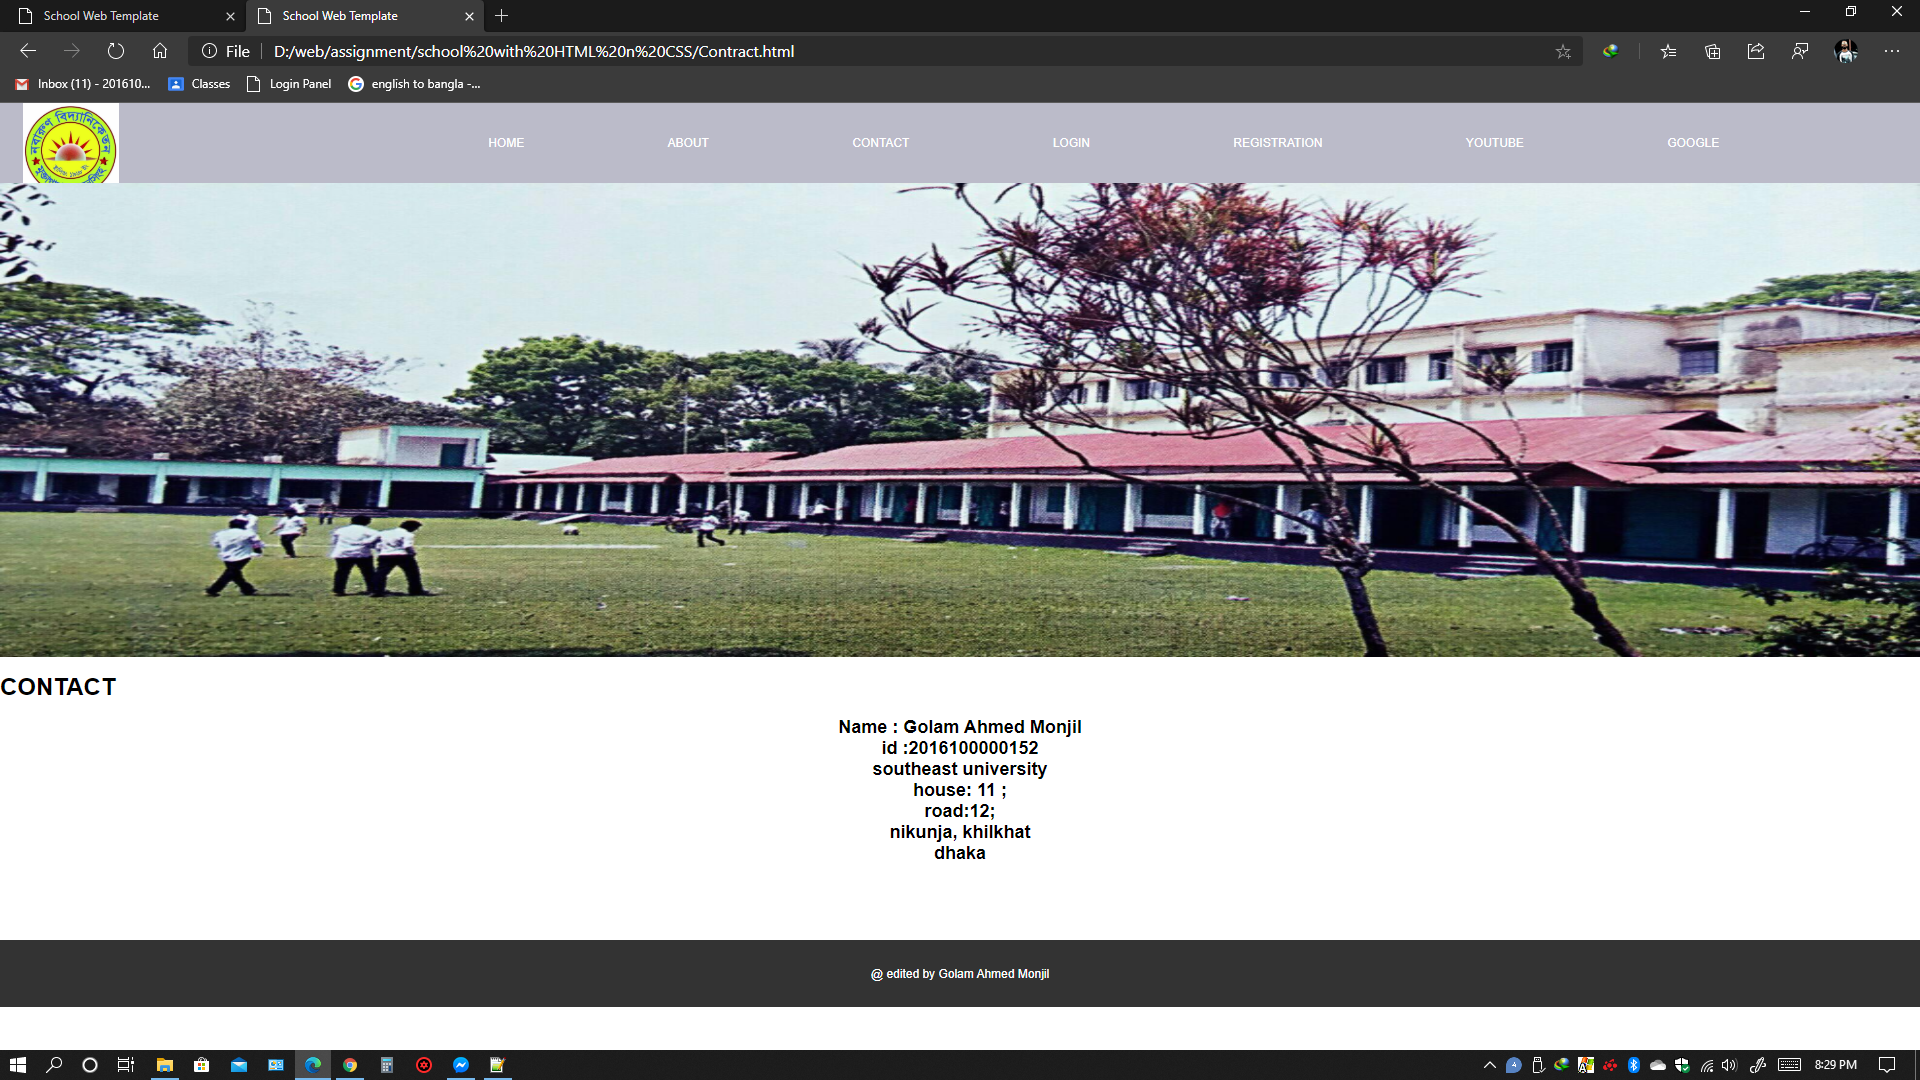 School Web Template
School Web Template
File
D:/web/assignment/school%20with%20HTML%20n%20CSS/Contract.html
Inbox (11) - 201610...
Classes
Login Panel
english to bangla -...
নবারুণ বিদ্যানিকেতন
HOME
ABOUT
CONTACT
LOGIN
REGISTRATION
YOUTUBE
GOOGLE
CONTACT
Name : Golam Ahmed Monjil
id :2016100000152
southeast university
house: 11 ;
road:12;
nikunja, khilkhat
dhaka
@ edited by Golam Ahmed Monjil
8:29 PM